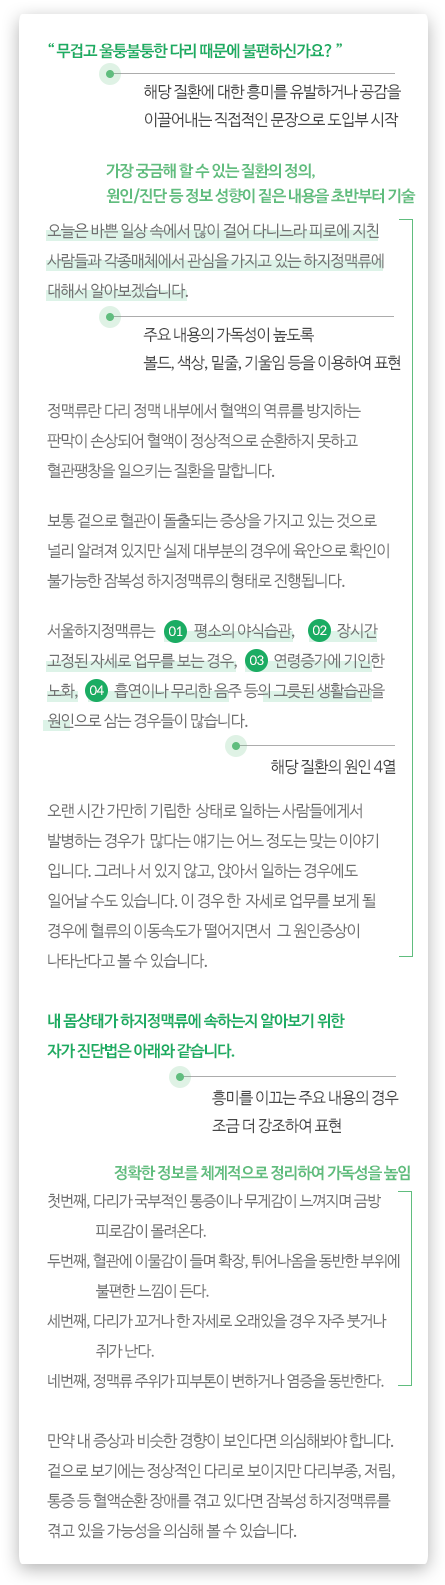 “ 무겁고 울퉁불퉁한 다리 때문에 불편하신가요? ”
해당 질환에 대한 흥미를 유발하거나 공감을
이끌어내는 직접적인 문장으로 도입부 시작
가장 궁금해 할 수 있는 질환의 정의,
원인/진단 등 정보 성향이 짙은 내용을 초반부터 기술
오늘은 바쁜 일상 속에서 많이 걸어 다니느라 피로에 지친
사람들과 각종매체에서 관심을 가지고 있는 하지정맥류에
대해서 알아보겠습니다.
주요 내용의 가독성이 높도록
볼드, 색상, 밑줄, 기울임 등을 이용하여 표현
정맥류란 다리 정맥 내부에서 혈액의 역류를 방지하는
판막이 손상되어 혈액이 정상적으로 순환하지 못하고
혈관팽창을 일으키는 질환을 말합니다.
보통 겉으로 혈관이 돌출되는 증상을 가지고 있는 것으로
널리 알려져 있지만 실제 대부분의 경우에 육안으로 확인이
불가능한 잠복성 하지정맥류의 형태로 진행됩니다.
서울하지정맥류는 01 평소의 야식습관, 02 장시간
고정된 자세로 업무를 보는 경우, 03 연령증가에 기인한
노화, 04 흡연이나 무리한 음주 등의 그릇된 생활습관을
원인으로 삼는 경우들이 많습니다.
해당 질환의 원인 4열
오랜 시간 가만히 기립한 상태로 일하는 사람들에게서
발병하는 경우가 많다는 얘기는 어느 정도는 맞는 이야기
입니다. 그러나 서 있지 않고, 앉아서 일하는 경우에도
일어날 수도 있습니다. 이 경우 한 자세로 업무를 보게 될
경우에 혈류의 이동속도가 떨어지면서 그 원인증상이
나타난다고 볼 수 있습니다.
내 몸상태가 하지정맥류에 속하는지 알아보기 위한
자가 진단법은 아래와 같습니다.
흥미를 이끄는 주요 내용의 경우
조금 더 강조하여 표현
정확한 정보를 체계적으로 정리하여 가독성을 높임
첫번째, 다리가 국부적인 통증이나 무게감이 느껴지며 금방
피로감이 몰려온다.
두번째, 혈관에 이물감이 들며 확장, 튀어나옴을 동반한 부위에
불편한 느낌이 든다.
세번째, 다리가 꼬거나 한 자세로 오래있을 경우 자주 붓거나
쥐가 난다.
네번째, 정맥류 주위가 피부톤이 변하거나 염증을 동반한다.
만약 내 증상과 비슷한 경향이 보인다면 의심해봐야 합니다.
겉으로 보기에는 정상적인 다리로 보이지만 다리부종, 저림,
통증 등 혈액순환 장애를 겪고 있다면 잠복성 하지정맥류를
겪고 있을 가능성을 의심해 볼 수 있습니다.